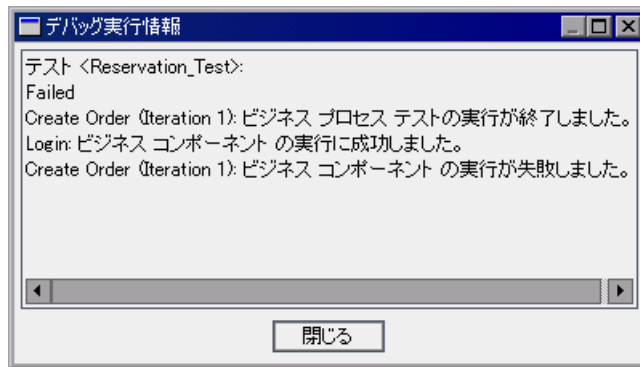 デバッグ実行情報
テスト <Reservation_Test>:
Failed
Create Order (Iteration 1): ビジネス プロセス テストの実行が終了しました。
Login: ビジネス コンポーネント の実行に成功しました。
Create Order (Iteration 1): ビジネス コンポーネント の実行が失敗しました。
閉じる